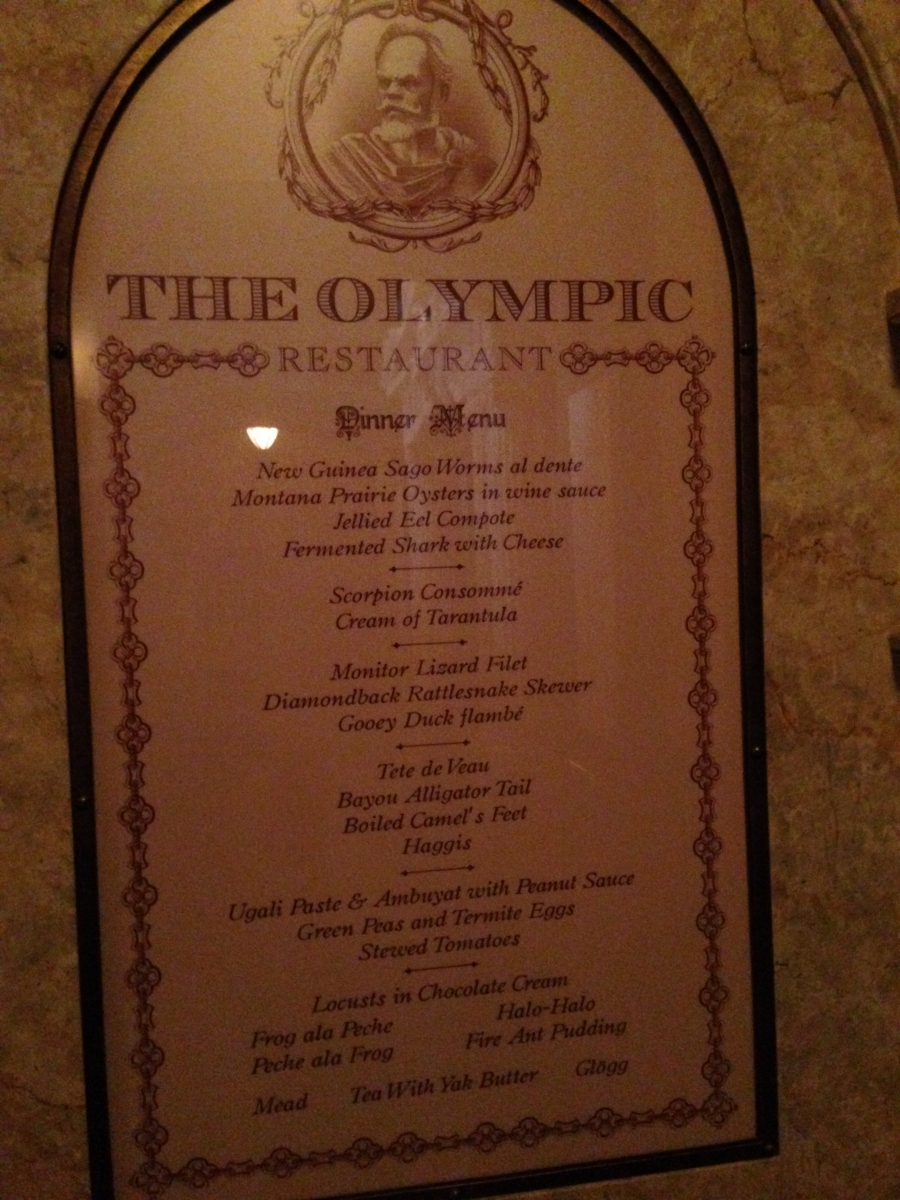 THE OLYMPIC
RESTAURANT
Dinner Menu
New Guinea Sago Worms al dente
Montana Prairie Oysters in wine sauce
Jellied Eel Compote
Fermented Shark with Cheese
Scorpion Consommé
Cream of Tarantula
Monitor Lizard Filet
Diamondback Rattlesnake Skewer
Gooey Duck flambé
Tete de Veau
Bayou Alligator Tail
Boiled Camel's Feet
Haggis
Ugali Paste & Ambuyat with Peanut Sauce
Green Peas and Termite Eggs
Stewed Tomatoes
Locusts in Chocolate Cream
Frog ala Peche Halo-Halo
Peche ala Frog Fire Ant Pudding
Mead Tea With Yak Butter Glögg